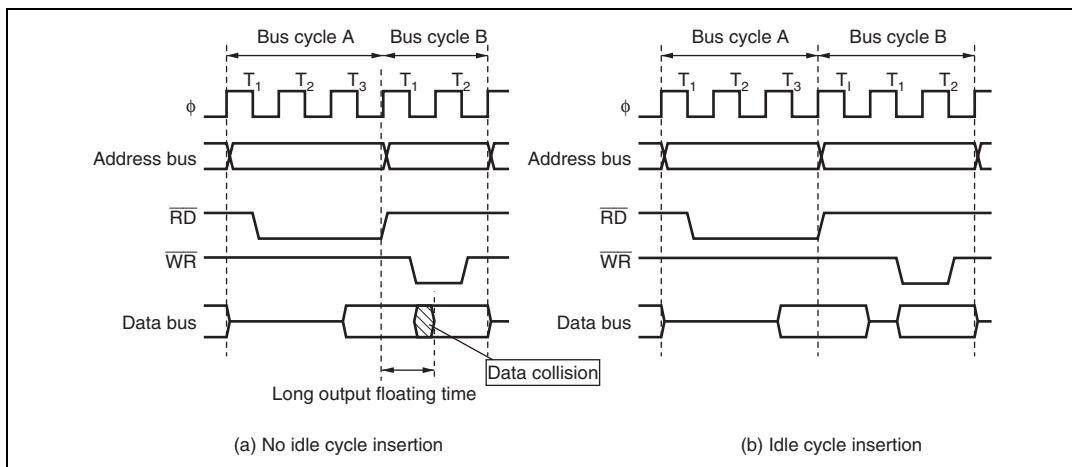 Bus cycle A Bus cycle B
T1 T2 T3 T1 T2
ϕ
Address bus
RD
WR
Data bus
Data collision
Long output floating time
(a) No idle cycle insertion
Bus cycle A Bus cycle B
T1 T2 T3 TI T1 T2
ϕ
Address bus
RD
WR
Data bus
(b) Idle cycle insertion